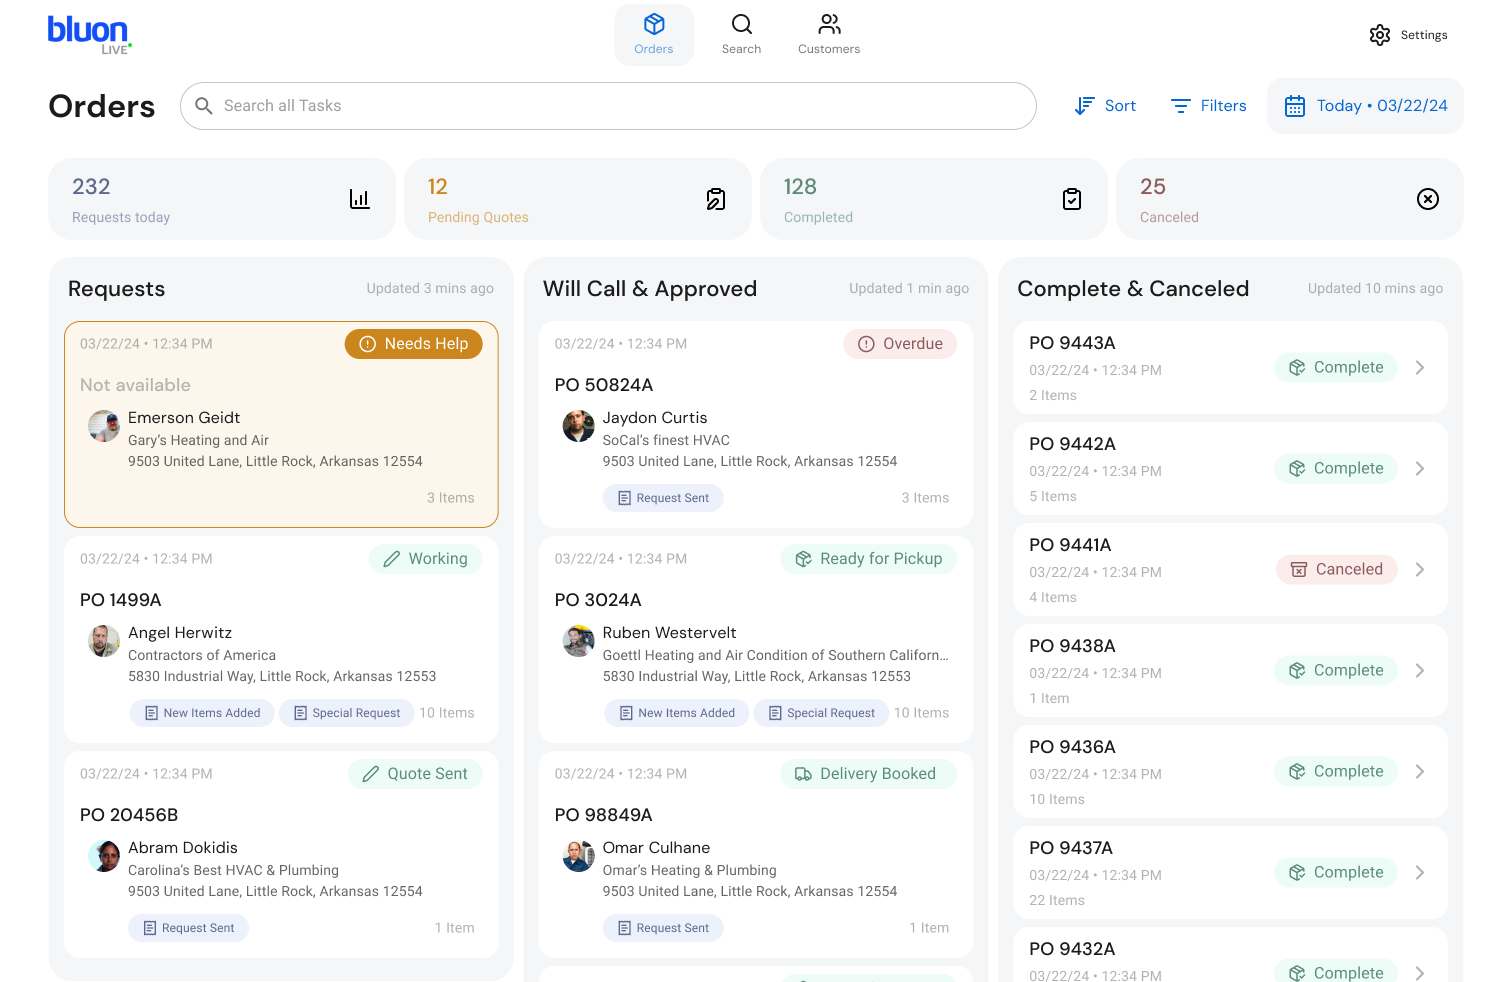 bluon
LIVE
Orders
Search
Customers
Settings
Orders
Search all Tasks
Sort
Filters
Today • 03/22/24
232
Requests today
12
Pending Quotes
128
Completed
25
Canceled
Requests
Updated 3 mins ago
03/22/24 • 12:34 PM
Needs Help
Not available
Emerson Geidt
Gary's Heating and Air
9503 United Lane, Little Rock, Arkansas 12554
3 Items
03/22/24 • 12:34 PM
Working
PO 1499A
Angel Herwitz
Contractors of America
5830 Industrial Way, Little Rock, Arkansas 12553
New Items Added
Special Request
10 Items
03/22/24 • 12:34 PM
Quote Sent
PO 20456B
Abram Dokidis
Carolina's Best HVAC & Plumbing
9503 United Lane, Little Rock, Arkansas 12554
Request Sent
1 Item
Will Call & Approved
Updated 1 min ago
03/22/24 • 12:34 PM
Overdue
PO 50824A
Jaydon Curtis
SoCal's finest HVAC
9503 United Lane, Little Rock, Arkansas 12554
Request Sent
3 Items
03/22/24 • 12:34 PM
Ready for Pickup
PO 3024A
Ruben Westervelt
Goettl Heating and Air Condition of Southern Californ...
5830 Industrial Way, Little Rock, Arkansas 12553
New Items Added
Special Request
10 Items
03/22/24 • 12:34 PM
Delivery Booked
PO 98849A
Omar Culhane
Omar's Heating & Plumbing
9503 United Lane, Little Rock, Arkansas 12554
Request Sent
1 Item
Complete & Canceled
Updated 10 mins ago
PO 9443A
03/22/24 • 12:34 PM
2 Items
Complete
PO 9442A
03/22/24 • 12:34 PM
5 Items
Complete
PO 9441A
03/22/24 • 12:34 PM
4 Items
Canceled
PO 9438A
03/22/24 • 12:34 PM
1 Item
Complete
PO 9436A
03/22/24 • 12:34 PM
10 Items
Complete
PO 9437A
03/22/24 • 12:34 PM
22 Items
Complete
PO 9432A
03/22/24 • 12:34 PM
Complete